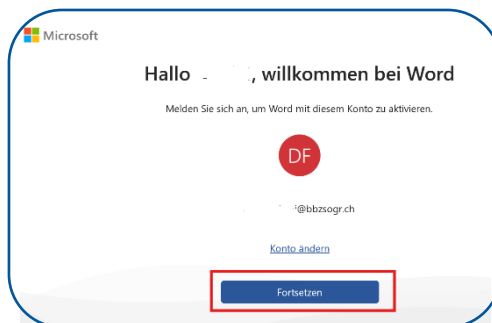 Microsoft
Hallo , willkommen bei Word
Melden Sie sich an, um Word mit diesem Konto zu aktivieren.
DF
@bbzsogr.ch
Konto ändern
Fortsetzen